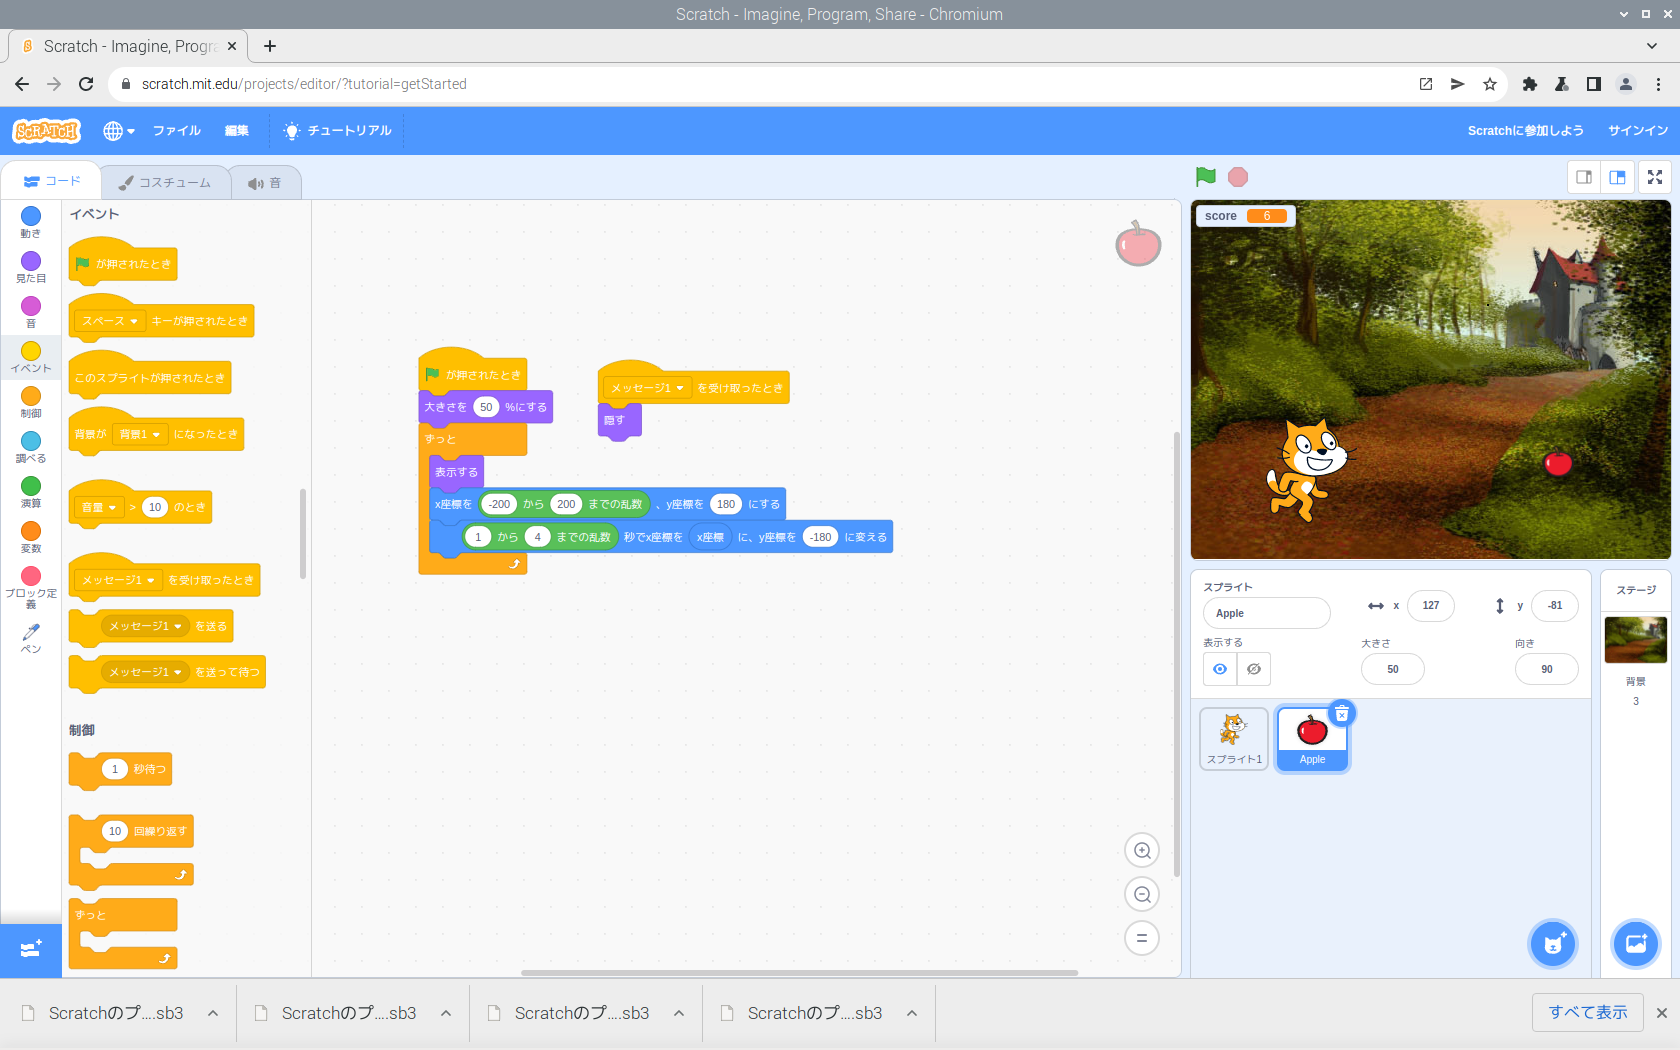 Scratch - Imagine, Program, Share - Chromium
Scratch - Imagine, Progra
scratch.mit.edu/projects/editor/?tutorial=getStarted
SCRATCH
ファイル
編集
チュートリアル
Scratchに参加しよう
サインイン
コード
コスチューム
音
動き
見た目
音
イベント
制御
調べる
演算
変数
ブロック定
義
ペン
イベント
が押されたとき
スペース キーが押されたとき
このスプライトが押されたとき
背景が 背景1 になったとき
音量 > 10 のとき
メッセージ1 を受け取ったとき
メッセージ1 を送る
メッセージ1 を送って待つ
制御
1 秒待つ
10 回繰り返す
ずっと
が押されたとき
大きさを 50 %にする
ずっと
表示する
x座標を -200 から 200 までの乱数 、y座標を 180 にする
1 から 4 までの乱数 秒でx座標を x座標 に、y座標を -180 に変える
メッセージ1 を受け取ったとき
隠す
score 6
スプライト
Apple
x 127
y -81
表示する
大きさ
50
向き
90
スプライト1
Apple
ステージ
背景
3
Scratchのプ....sb3
Scratchのプ....sb3
Scratchのプ....sb3
Scratchのプ....sb3
すべて表示